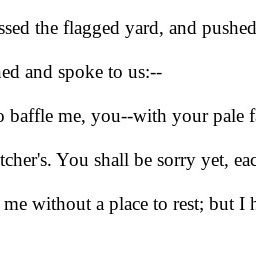 ssed the flagged yard, and pushed
ed and spoke to us:--
o baffle me, you--with your pale f
tcher's. You shall be sorry yet, eac
me without a place to rest; but I h